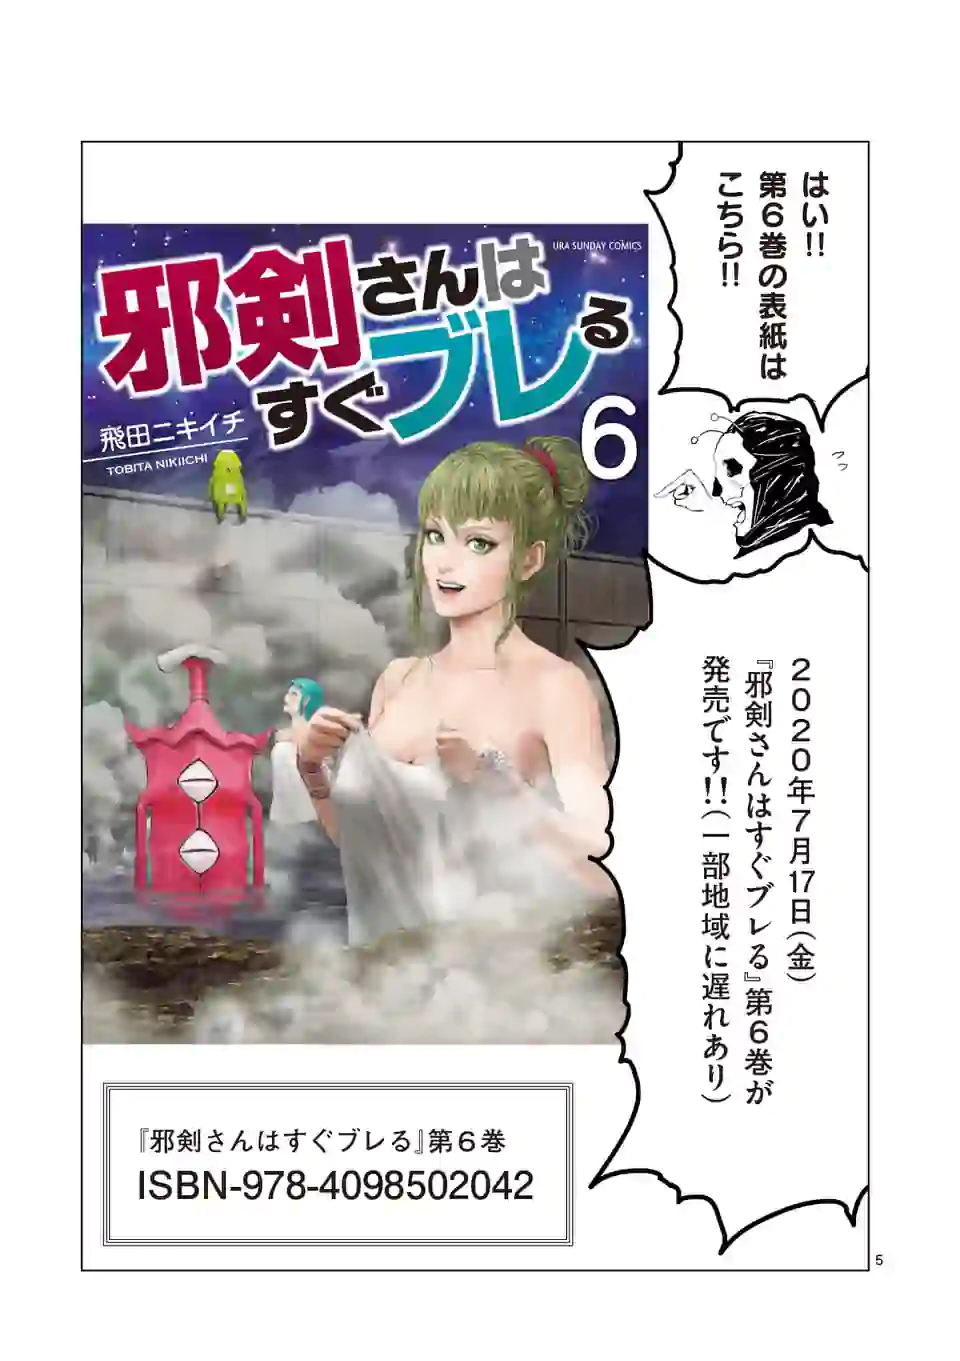 はい!!
第6巻の表紙は
こちら!!
URA SUNDAY COMICS
邪剣さんは
すぐブレる
6
飛田ニキイチ
TOBITA NIKIICHI
2020年7月17日(金)
『邪剣さんはすぐブレる』第6巻が
発売です!!(一部地域に遅れあり)
『邪剣さんはすぐブレる』第6巻
ISBN-978-4098502042
5